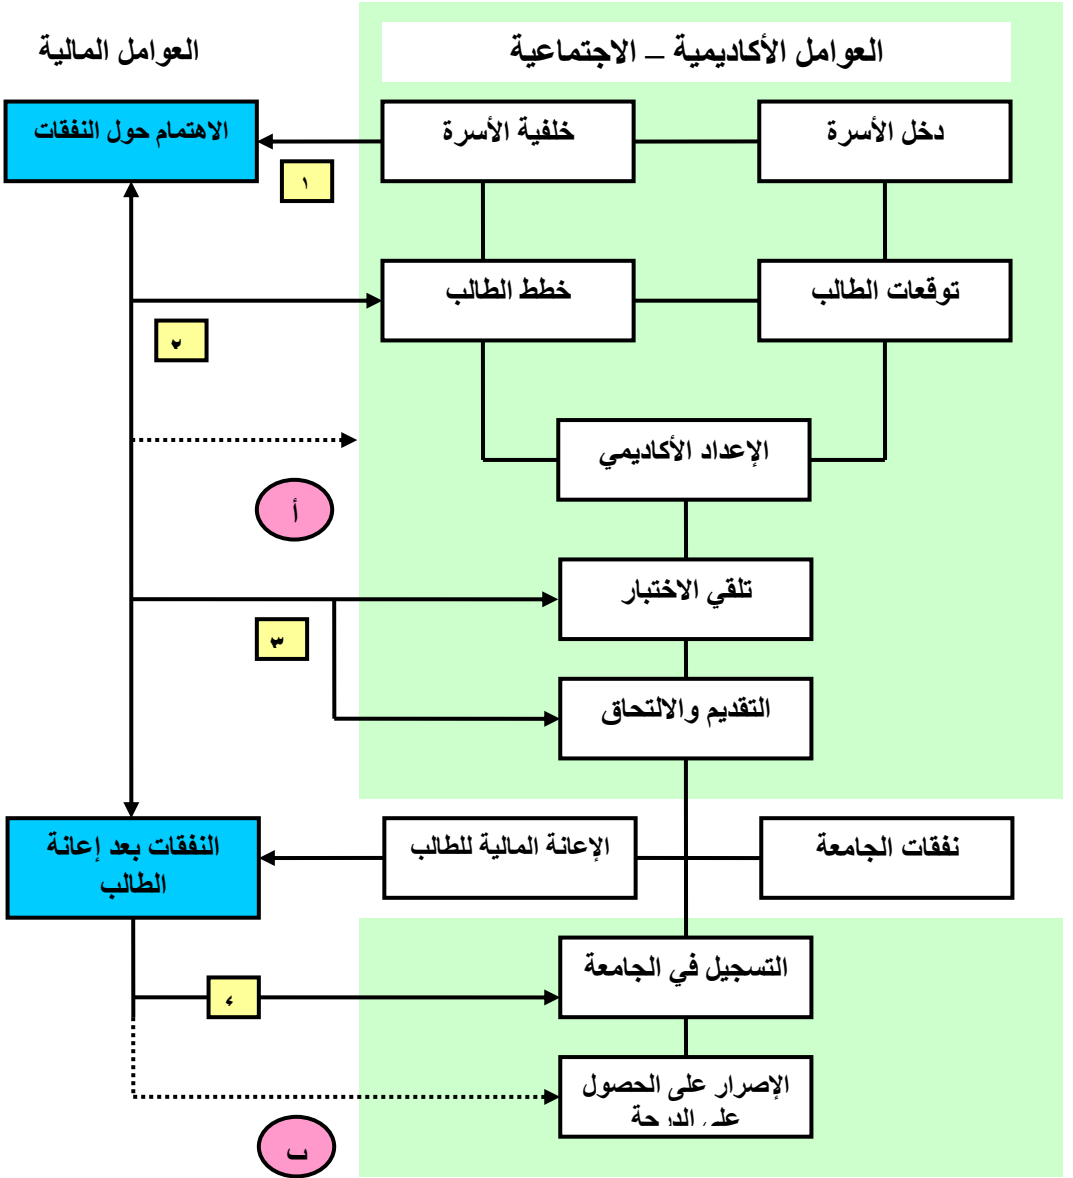 العوامل الأكاديمية – الاجتماعية
العوامل المالية
دخل الأسرة
خلفية الأسرة
الاهتمام حول النفقات
١
توقعات الطالب
خطط الطالب
٢
الإعداد الأكاديمي
أ
تلقي الاختبار
٣
التقديم والالتحاق
نفقات الجامعة
الإعانة المالية للطالب
النفقات بعد إعانة
الطالب
التسجيل في الجامعة
٤
الإصرار على الحصول
على الدرجة
ب